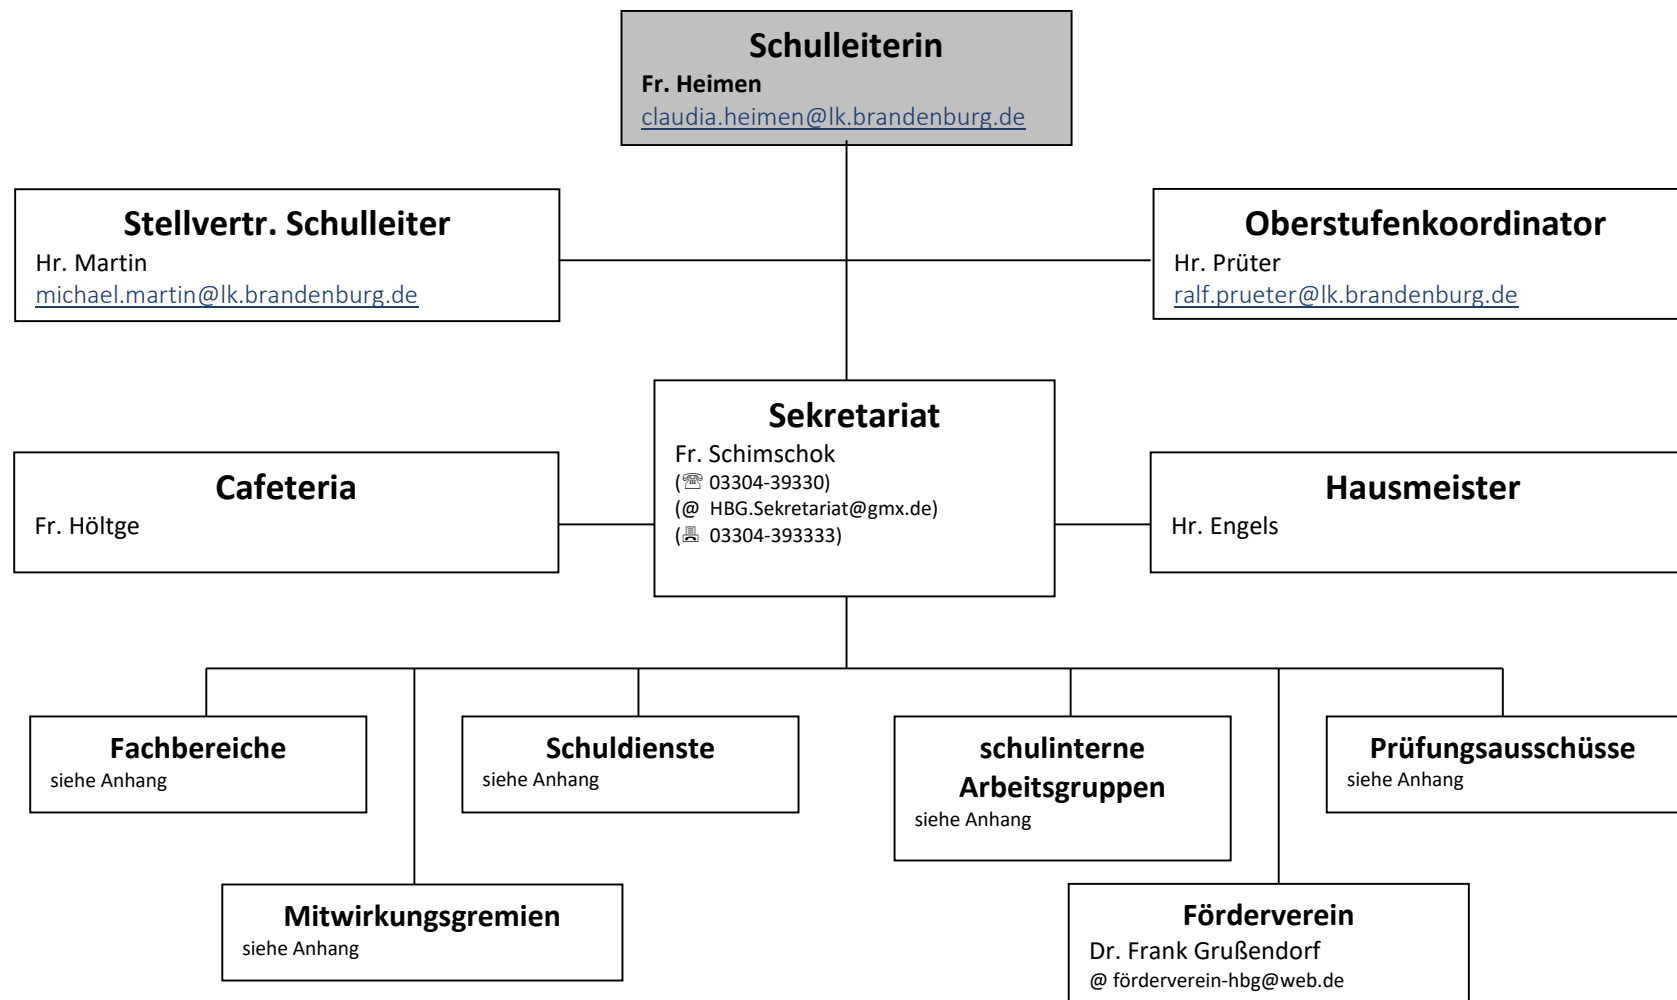 Schulleiterin
Fr. Heimen
claudia.heimen@lk.brandenburg.de
Stellvertr. Schulleiter
Hr. Martin
michael.martin@lk.brandenburg.de
Oberstufenkoordinator
Hr. Prüter
ralf.prueter@lk.brandenburg.de
Sekretariat
Fr. Schimschok
(☏ 03304-39330)
(@ HBG.Sekretariat@gmx.de)
(🖷 03304-393333)
Cafeteria
Fr. Höltge
Hausmeister
Hr. Engels
Fachbereiche
siehe Anhang
Schuldienste
siehe Anhang
schulinterne
Arbeitsgruppen
siehe Anhang
Prüfungsausschüsse
siehe Anhang
Mitwirkungsgremien
siehe Anhang
Förderverein
Dr. Frank Grußendorf
@ förderverein-hbg@web.de